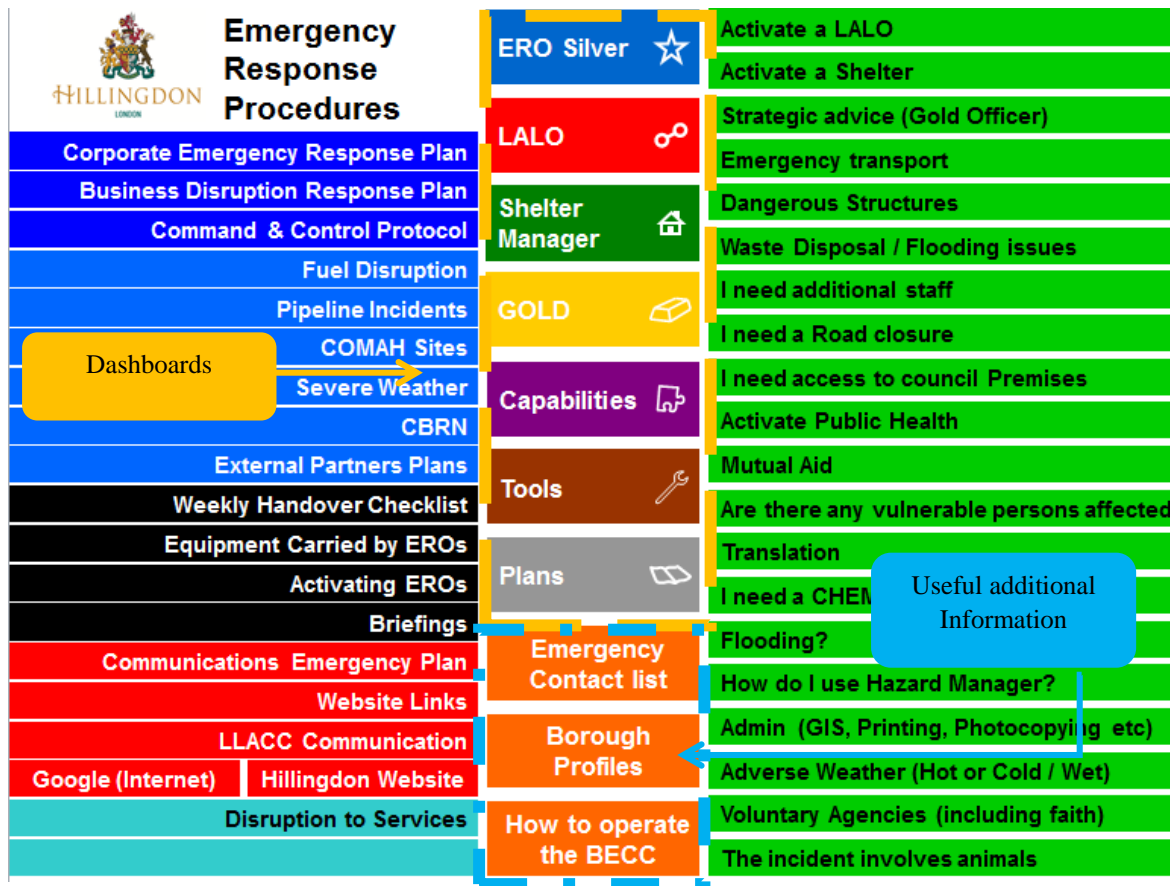 HILLINGDON
LONDON
Emergency
Response
Procedures
Corporate Emergency Response Plan
Business Disruption Response Plan
Command & Control Protocol
Fuel Disruption
Pipeline Incidents
COMAH Sites
Severe Weather
CBRN
External Partners Plans
Weekly Handover Checklist
Equipment Carried by EROs
Activating EROs
Briefings
Communications Emergency Plan
Website Links
LLACC Communication
Google (Internet) Hillingdon Website
Disruption to Services
Dashboards
ERO Silver
LALO
Shelter
Manager
GOLD
Capabilities
Tools
Plans
Emergency
Contact list
Borough
Profiles
How to operate
the BECC
Activate a LALO
Activate a Shelter
Strategic advice (Gold Officer)
Emergency transport
Dangerous Structures
Waste Disposal / Flooding issues
I need additional staff
I need a Road closure
I need access to council Premises
Activate Public Health
Mutual Aid
Are there any vulnerable persons affected
Translation
I need a CHEM
Flooding?
How do I use Hazard Manager?
Admin (GIS, Printing, Photocopying etc)
Adverse Weather (Hot or Cold / Wet)
Voluntary Agencies (including faith)
The incident involves animals
Useful additional
Information